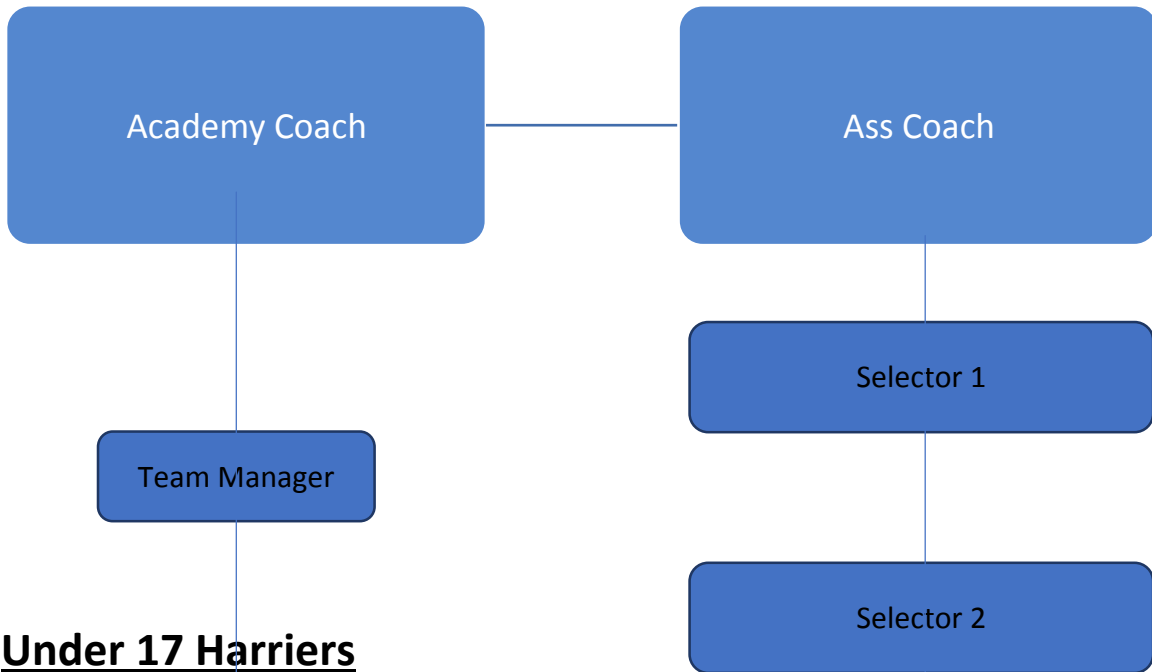 Academy Coach
Ass Coach
Selector 1
Team Manager
Selector 2
Under 17 Harriers